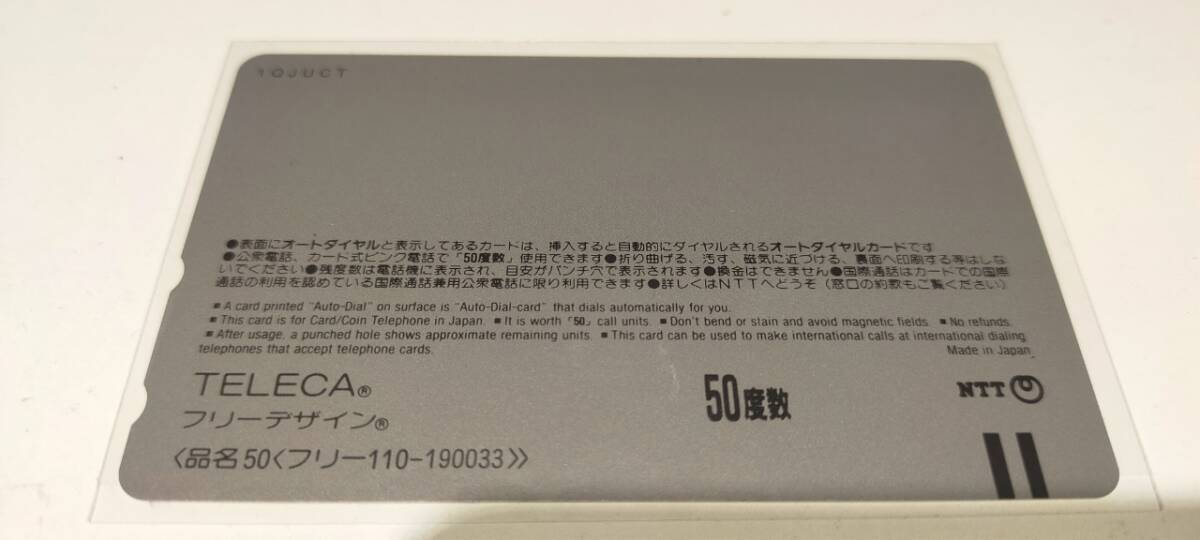 1QJUCT
●表面にオートダイヤルと表示してあるカードは、挿入すると自動的にダイヤルされるオートダイヤルカードです
●公衆電話、カード式ピンク電話で「50度数」使用できます●折り曲げる、汚す、磁気に近づける、裏面へ印刷する等はしな
いでください●残度数は電話機に表示され、目安がパンチ穴で表示されます●換金はできません●国際通話はカードでの国際
通話の利用を認めている国際通話兼用公衆電話に限り利用できます●詳しくはNTTへどうぞ(窓口の約款もご覧ください)
■A card printed "Auto-Dial" on surface is "Auto-Dial-card" that dials automatically for you.
■This card is for Card/Coin Telephone in Japan. ■It is worth「50」call units. ■Don't bend or stain and avoid magnetic fields. ■No refunds.
■After usage, a punched hole shows approximate remaining units. ■This card can be used to make international calls at international dialing
telephones that accept telephone cards. Made in Japan
TELECA®
フリーデザイン®
50度数
NTT
〈品名50〈フリー110-190033〉〉